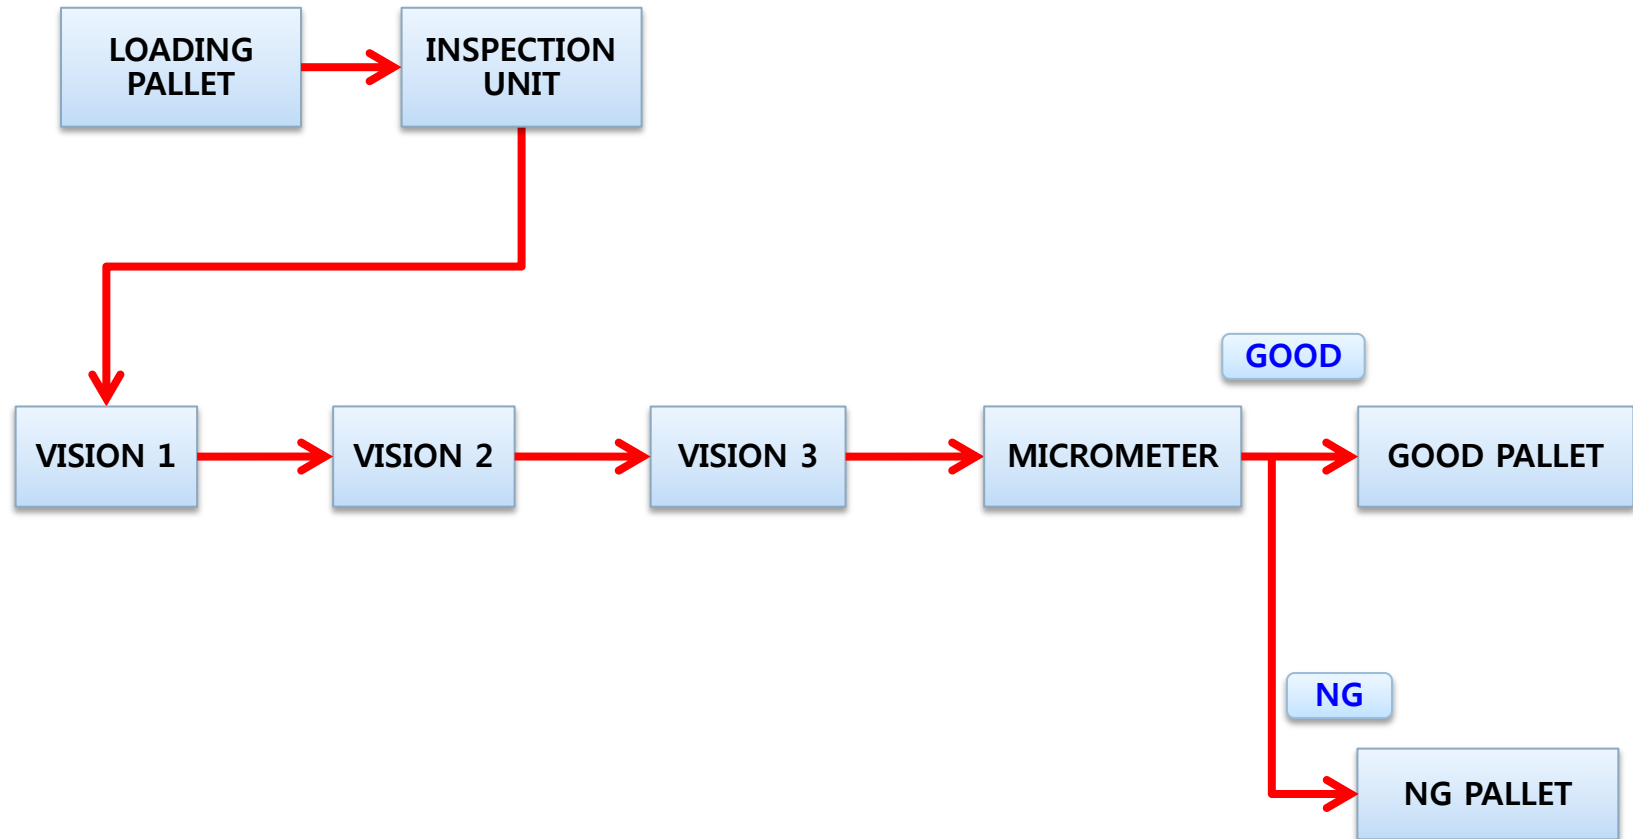 LOADING
PALLET
INSPECTION
UNIT
GOOD
VISION 1
VISION 2
VISION 3
MICROMETER
GOOD PALLET
NG
NG PALLET